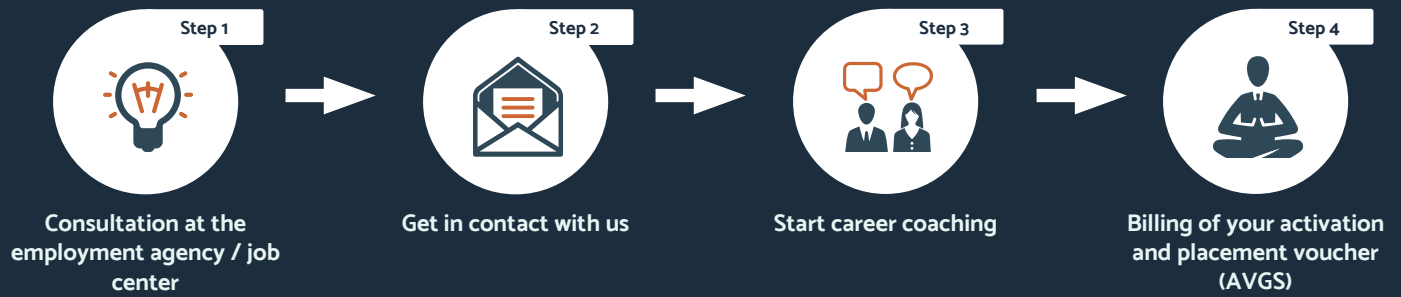 Step 1
Step 2
Step 3
Step 4
Consultation at the
employment agency / job
center
Get in contact with us
Start career coaching
Billing of your activation
and placement voucher
(AVGS)